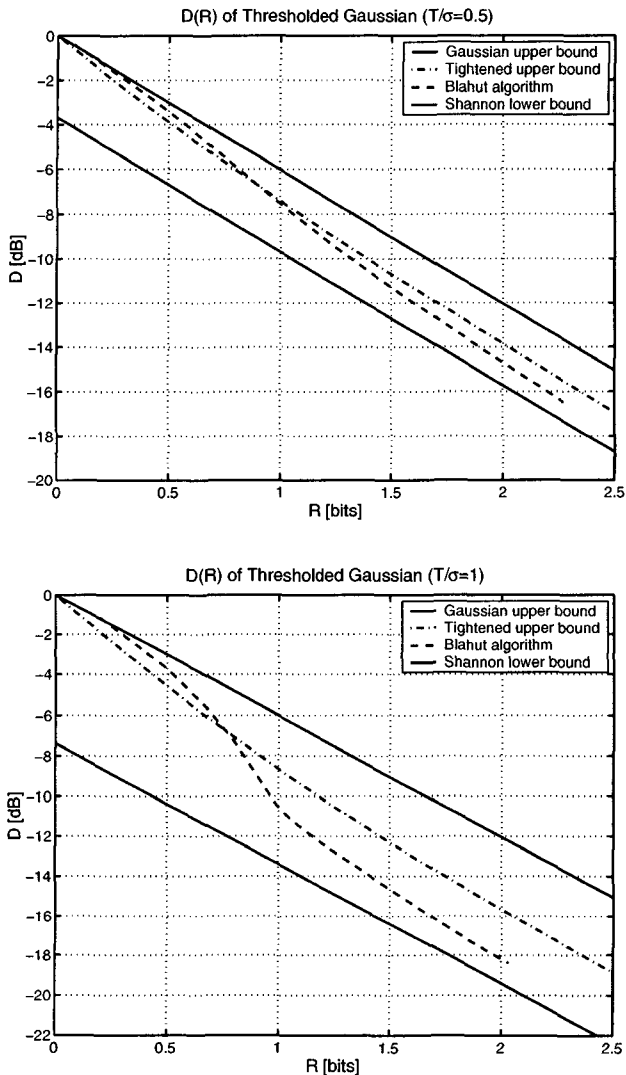 D(R) of Thresholded Gaussian (T/σ=0.5)
Gaussian upper bound
Tightened upper bound
Blahut algorithm
Shannon lower bound
0
−2
−4
−6
−8
−10
−12
−14
−16
−18
−20
D [dB]
0
0.5
1
1.5
2
2.5
R [bits]
D(R) of Thresholded Gaussian (T/σ=1)
Gaussian upper bound
Tightened upper bound
Blahut algorithm
Shannon lower bound
0
−2
−4
−6
−8
−10
−12
−14
−16
−18
−20
−22
D [dB]
0
0.5
1
1.5
2
2.5
R [bits]